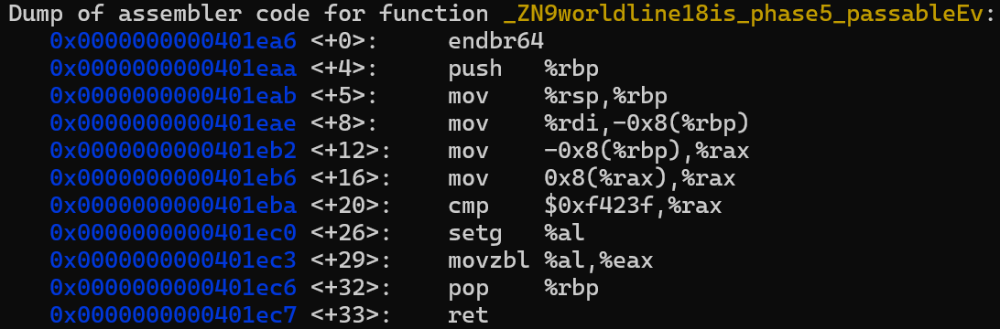 Dump of assembler code for function _ZN9worldline18is_phase5_passableEv:
   0x0000000000401ea6 <+0>:     endbr64
   0x0000000000401eaa <+4>:     push   %rbp
   0x0000000000401eab <+5>:     mov    %rsp,%rbp
   0x0000000000401eae <+8>:     mov    %rdi,-0x8(%rbp)
   0x0000000000401eb2 <+12>:    mov    -0x8(%rbp),%rax
   0x0000000000401eb6 <+16>:    mov    0x8(%rax),%rax
   0x0000000000401eba <+20>:    cmp    $0xf423f,%rax
   0x0000000000401ec0 <+26>:    setg   %al
   0x0000000000401ec3 <+29>:    movzbl %al,%eax
   0x0000000000401ec6 <+32>:    pop    %rbp
   0x0000000000401ec7 <+33>:    ret